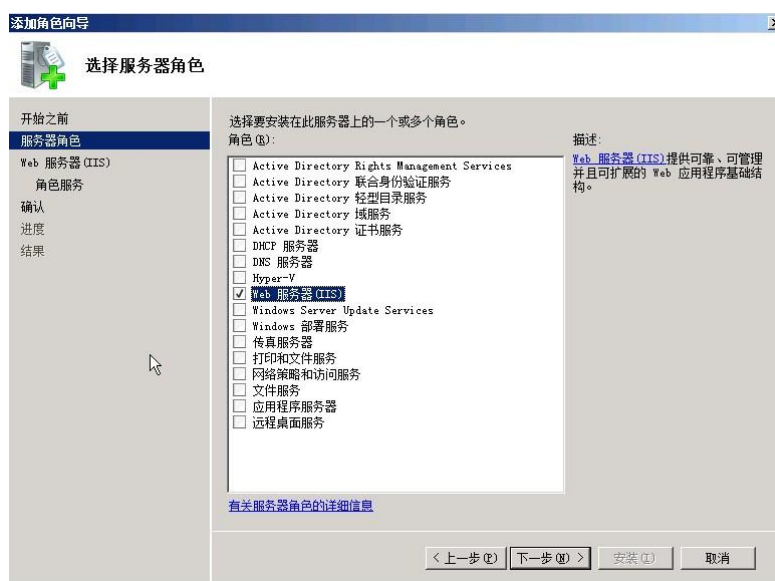 添加角色向导
选择服务器角色
开始之前
服务器角色
Web 服务器(IIS)
角色服务
确认
进度
结果
选择要安装在此服务器上的一个或多个角色。
角色(R):
Active Directory Rights Management Services
Active Directory 联合身份验证服务
Active Directory 轻型目录服务
Active Directory 域服务
Active Directory 证书服务
DHCP 服务器
DNS 服务器
Hyper-V
Web 服务器(IIS)
Windows Server Update Services
Windows 部署服务
传真服务器
打印和文件服务
网络策略和访问服务
文件服务
应用程序服务器
远程桌面服务
有关服务器角色的详细信息
描述:
Web 服务器(IIS)提供可靠、可管理
并且可扩展的 Web 应用程序基础结
构。
< 上一步(P)
下一步(N) >
安装(I)
取消